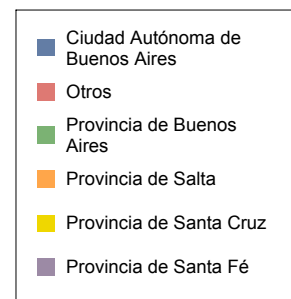 Ciudad Autónoma de
Buenos Aires
Otros
Provincia de Buenos
Aires
Provincia de Salta
Provincia de Santa Cruz
Provincia de Santa Fé